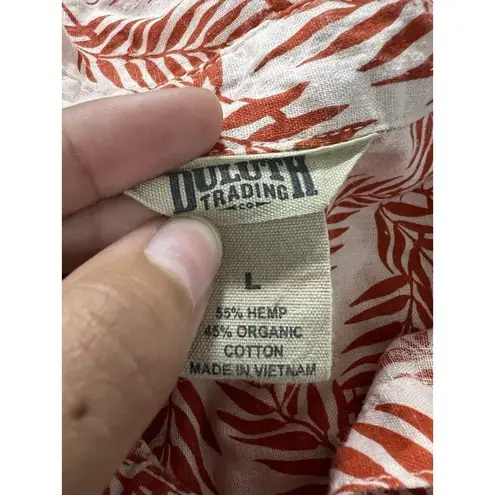 DULUTH
TRADING
CO
L
55% HEMP
45% ORGANIC
COTTON
MADE IN VIETNAM